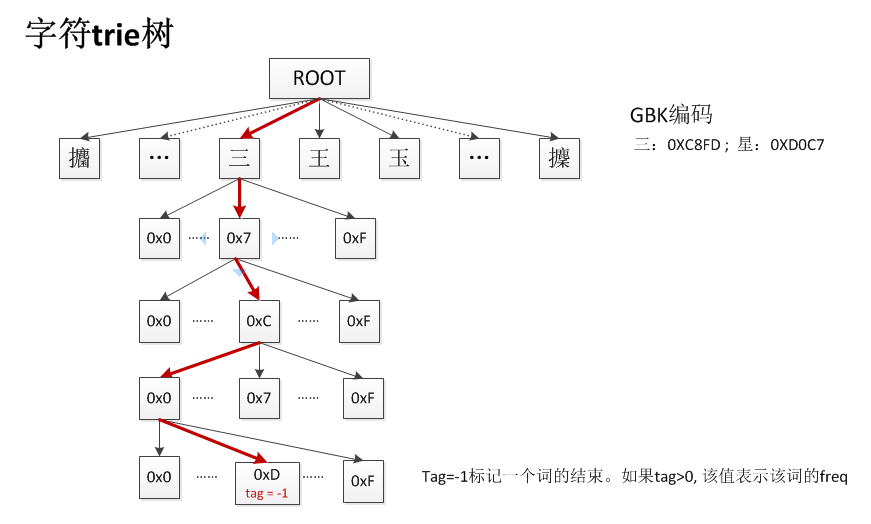 字符trie树
ROOT
GBK编码
三：0XC8FD； 星：0XD0C7
... 三 王 玉 ...
0x0 ...... 0x7 ...... 0xF
0x0 ...... 0xC ...... 0xF
0x0 ...... 0x7 ...... 0xF
0x0 ...... 0xD ...... 0xF
tag = -1
Tag=-1标记一个词的结束。如果tag>0, 该值表示该词的freq